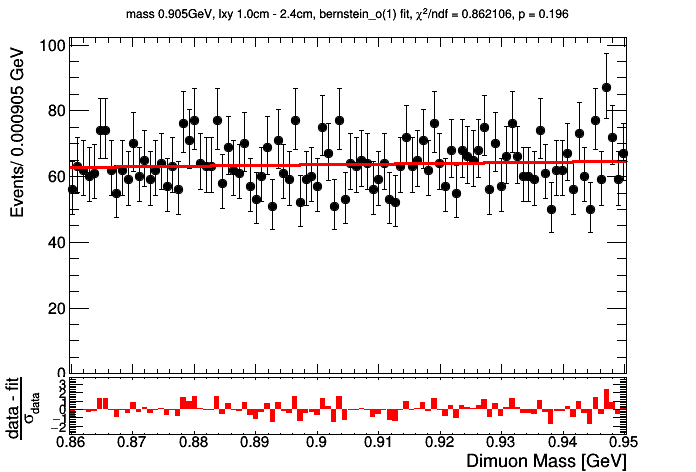 mass 0.905GeV, lxy 1.0cm - 2.4cm, bernstein_o(1) fit, χ²/ndf = 0.862106, p = 0.196
Events/ 0.000905 GeV
100
80
60
40
20
0
data - fit
σdata
3
2
1
0
−1
−2
0.86 0.87 0.88 0.89 0.9 0.91 0.92 0.93 0.94 0.95
Dimuon Mass [GeV]